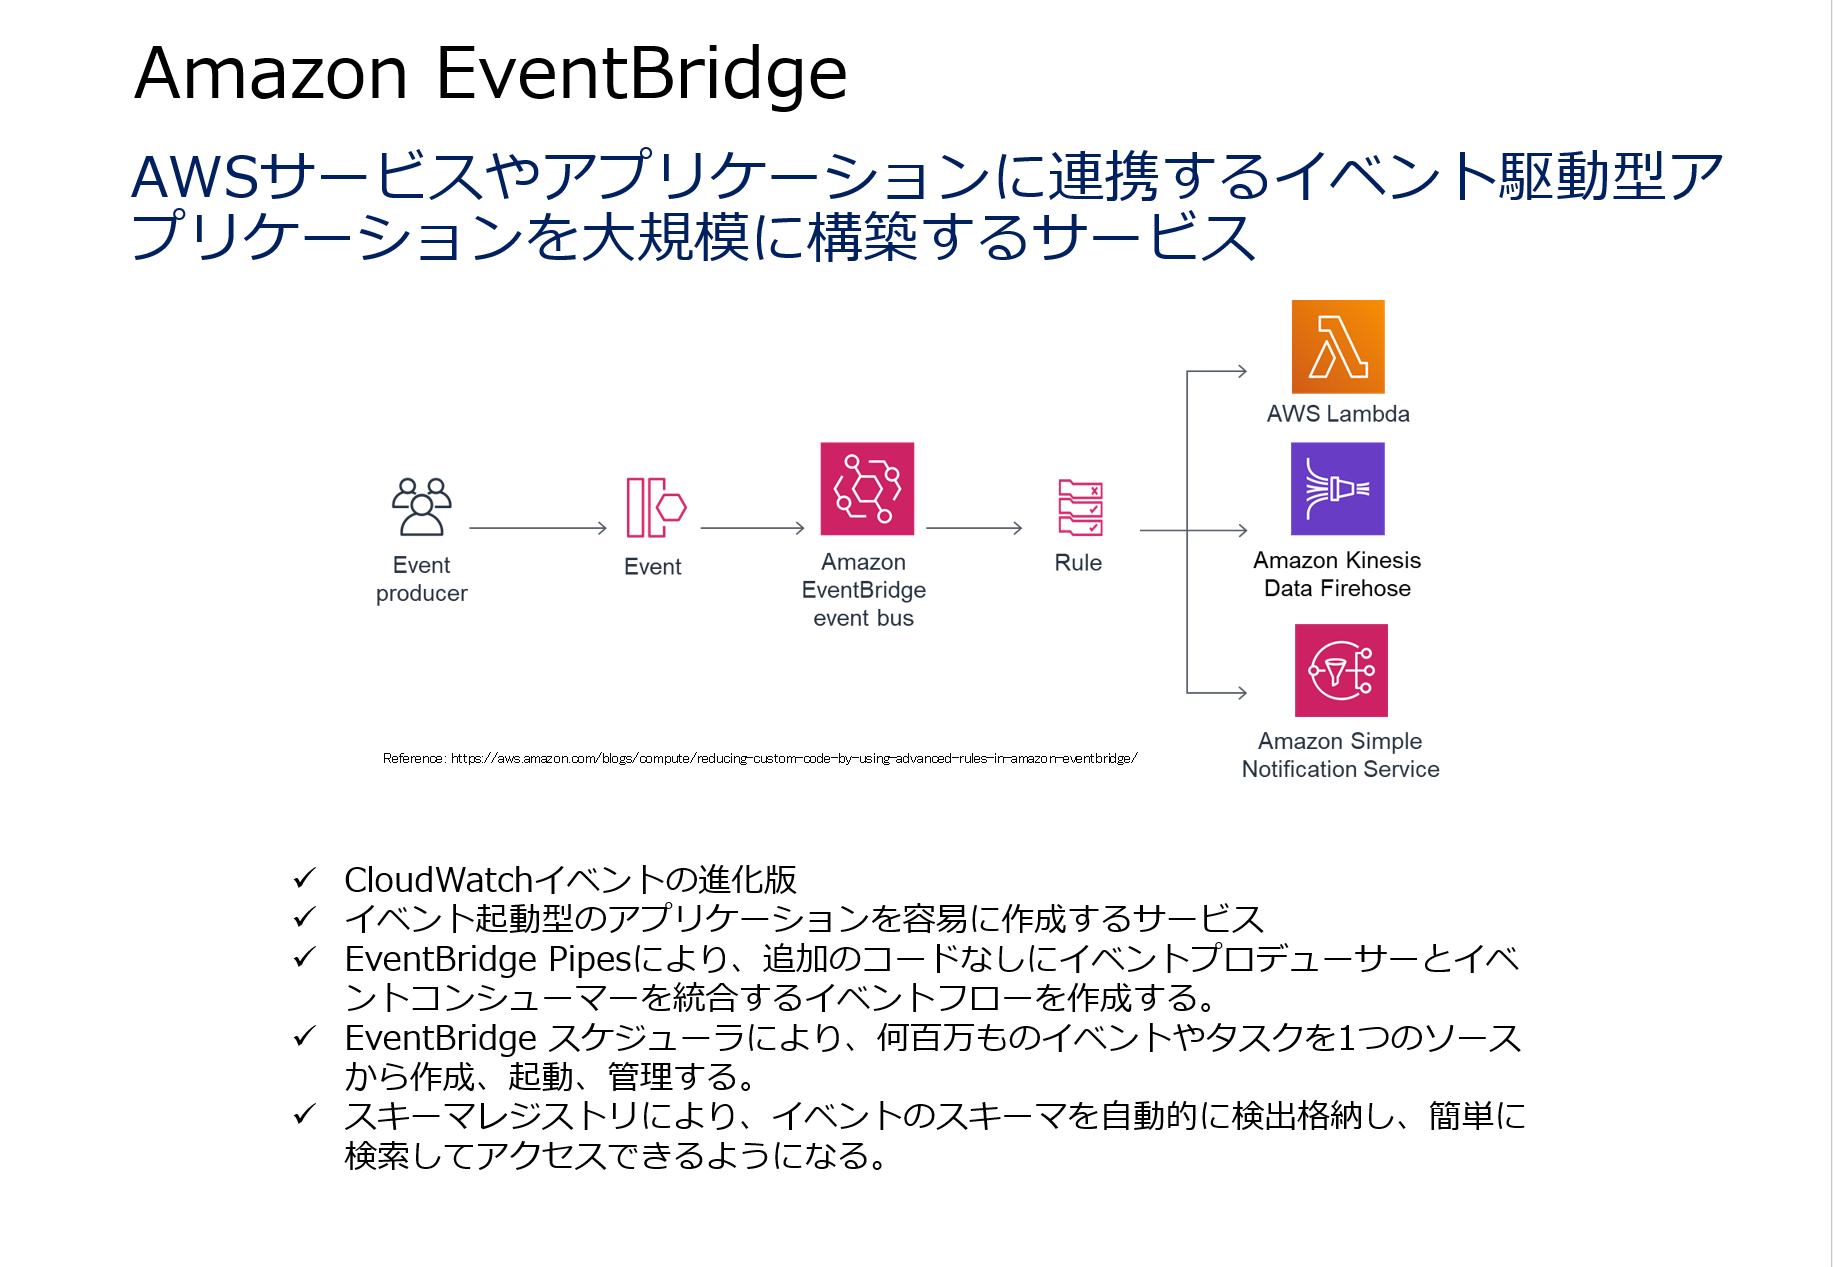 Amazon EventBridge
AWSサービスやアプリケーションに連携するイベント駆動型ア
プリケーションを大規模に構築するサービス
AWS Lambda
Event
producer
Event
Amazon
EventBridge
event bus
Rule
Amazon Kinesis
Data Firehose
Amazon Simple
Notification Service
Reference: https://aws.amazon.com/blogs/compute/reducing-custom-code-by-using-advanced-rules-in-amazon-eventbridge/
✓ CloudWatchイベントの進化版
✓ イベント起動型のアプリケーションを容易に作成するサービス
✓ EventBridge Pipesにより、追加のコードなしにイベントプロデューサーとイベ
ントコンシューマーを統合するイベントフローを作成する。
✓ EventBridge スケジューラにより、何百万ものイベントやタスクを1つのソース
から作成、起動、管理する。
✓ スキーマレジストリにより、イベントのスキーマを自動的に検出格納し、簡単に
検索してアクセスできるようになる。